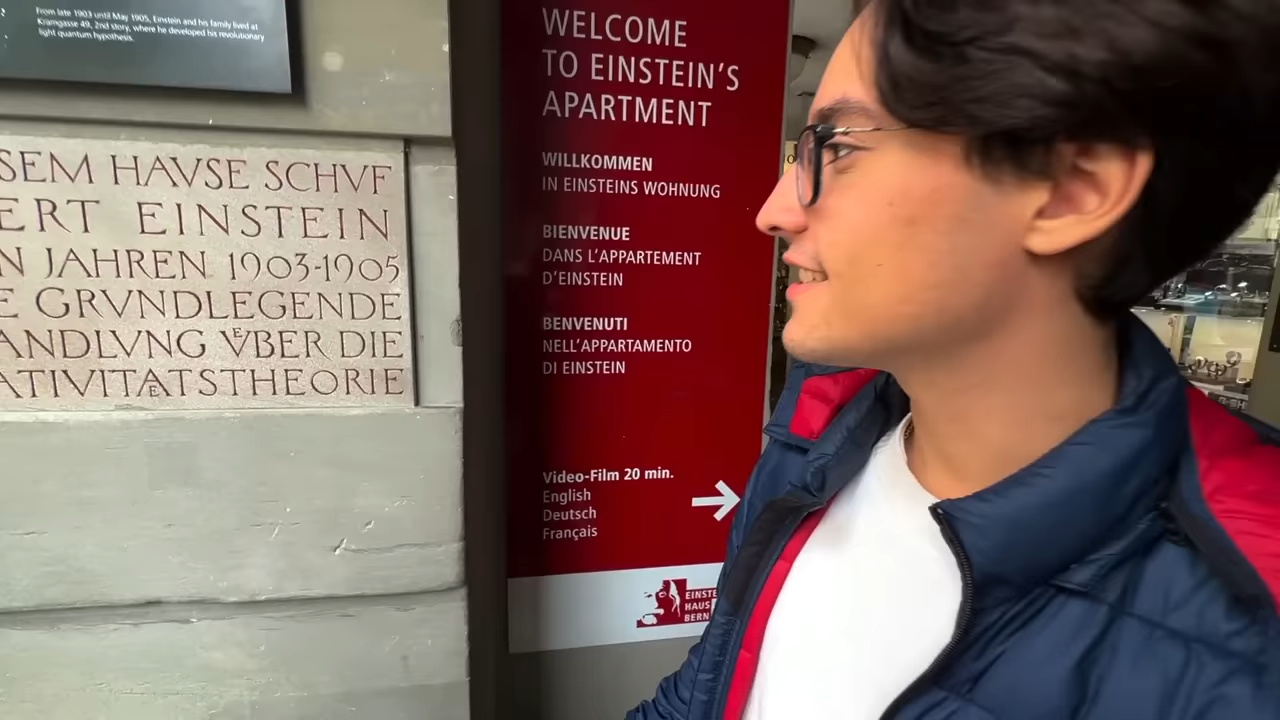 From late 1903 until May 1905, Einstein and his family lived at
Kramgasse 49, 2nd story, where he developed his revolutionary
light quantum hypothesis.
SEM HAVSE SCHVF
ERT EINSTEIN
N JAHREN 1903-1905
E GRVNDLEGENDE
ANDLVNG VEBER DIE
ATIVITAETSTHEORIE
WELCOME
TO EINSTEIN'S
APARTMENT
WILLKOMMEN
IN EINSTEINS WOHNUNG
BIENVENUE
DANS L'APPARTEMENT
D'EINSTEIN
BENVENUTI
NELL'APPARTAMENTO
DI EINSTEIN
Video-Film 20 min.
English
Deutsch
Français
EINSTE
HAUS
BERN